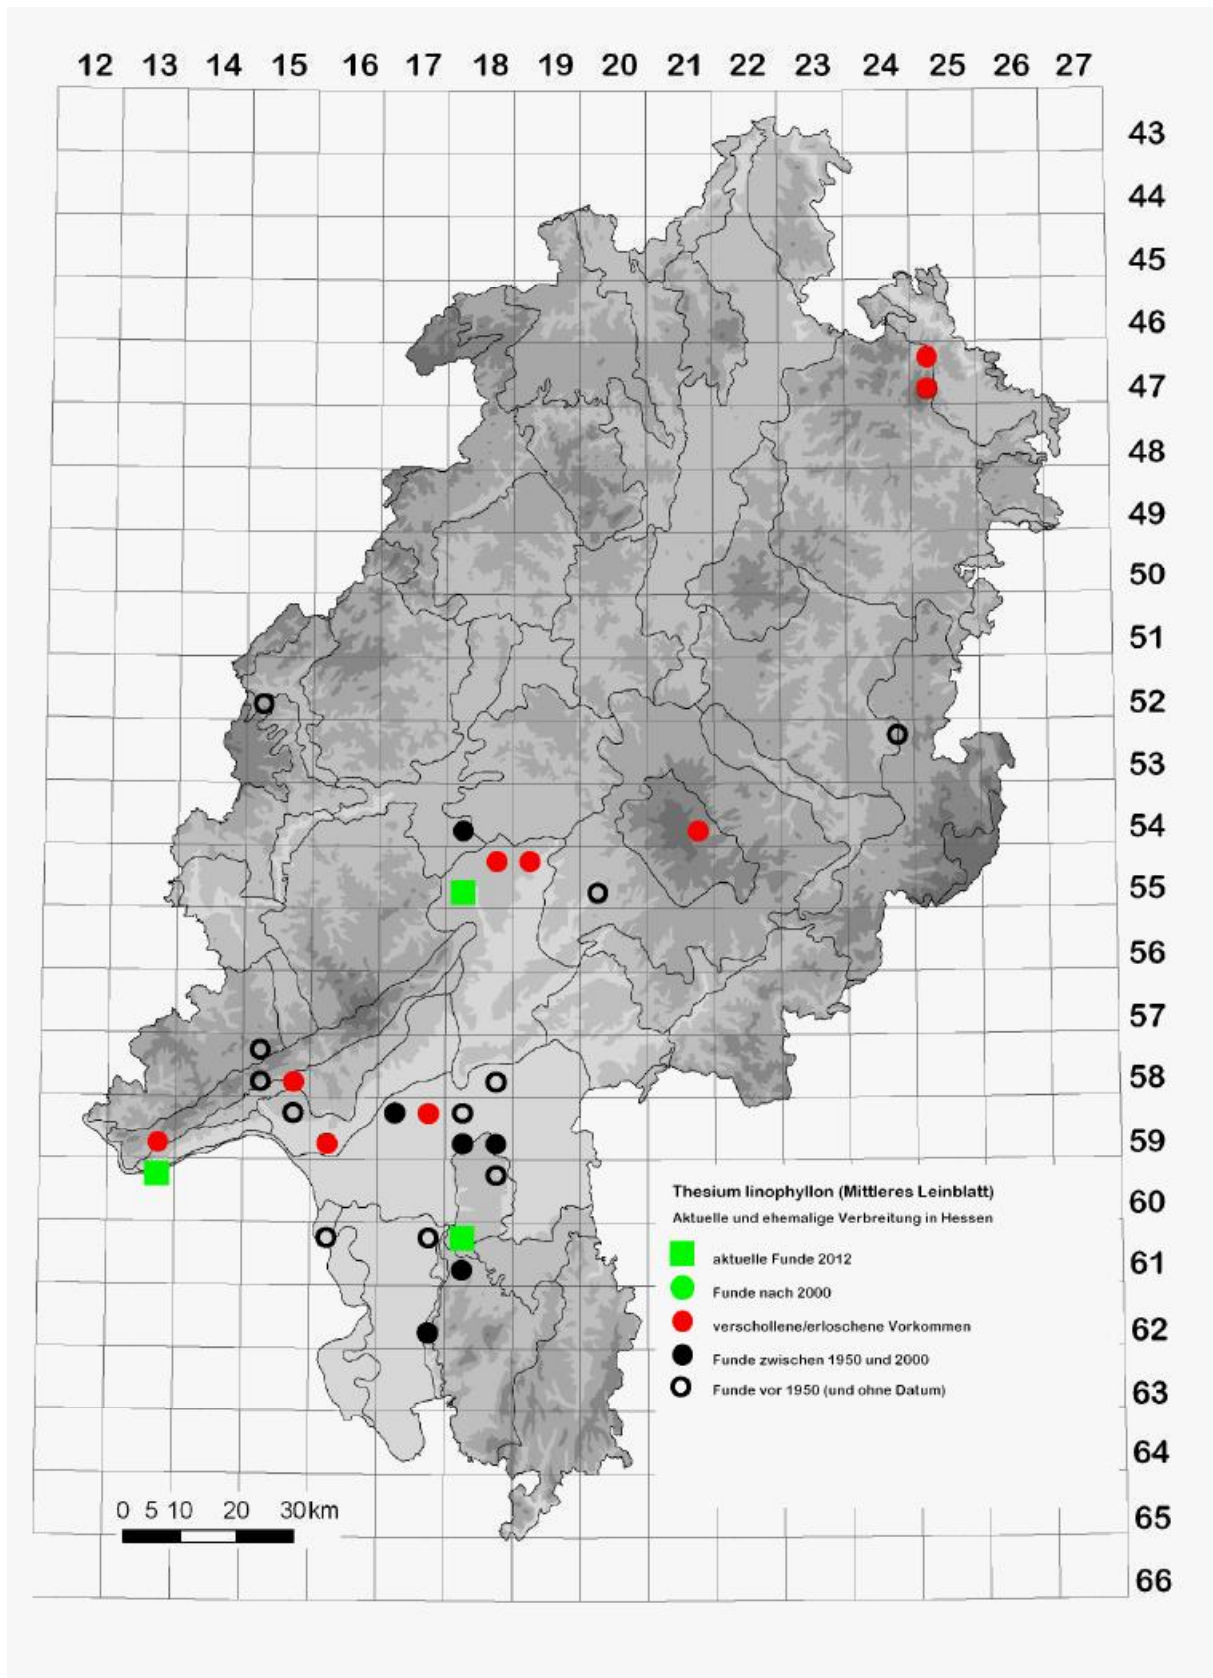 12 13 14 15 16 17 18 19 20 21 22 23 24 25 26 27
43
44
45
46
47
48
49
50
51
52
53
54
55
56
57
58
59
60
61
62
63
64
65
66
Thesium linophyllon (Mittleres Leinblatt)
Aktuelle und ehemalige Verbreitung in Hessen
aktuelle Funde 2012
Funde nach 2000
verschollene/erloschene Vorkommen
Funde zwischen 1950 und 2000
Funde vor 1950 (und ohne Datum)
0 5 10 20 30km